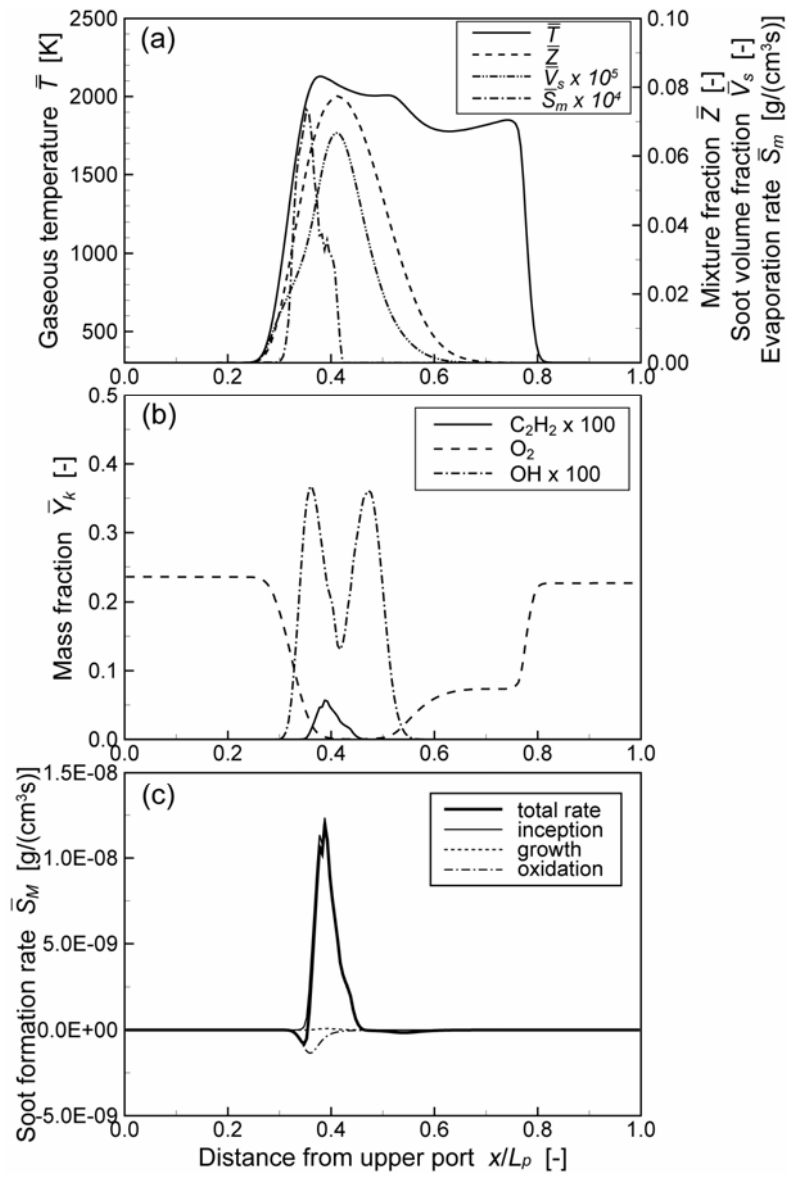 (a)
T̿
Z̿
V̿s x 10⁵
S̿m x 10⁴
2500
2000
1500
1000
500
0.10
0.08
0.06
0.04
0.02
0.00
0.0 0.2 0.4 0.6 0.8 1.0
Gaseous temperature T̿ [K]
Mixture fraction Z̿ [-]
Soot volume fraction V̿s [-]
Evaporation rate S̿m [g/(cm³s)]
(b)
C₂H₂ x 100
O₂
OH x 100
0.5
0.4
0.3
0.2
0.1
0.0
0.0 0.2 0.4 0.6 0.8 1.0
Mass fraction Y̿k [-]
(c)
total rate
inception
growth
oxidation
1.5E-08
1.0E-08
5.0E-09
0.0E+00
-5.0E-09
0.0 0.2 0.4 0.6 0.8 1.0
Soot formation rate S̿M [g/(cm³s)]
Distance from upper port x/Lp [-]